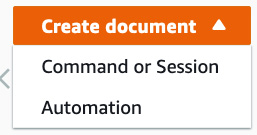 Create document
Command or Session
Automation